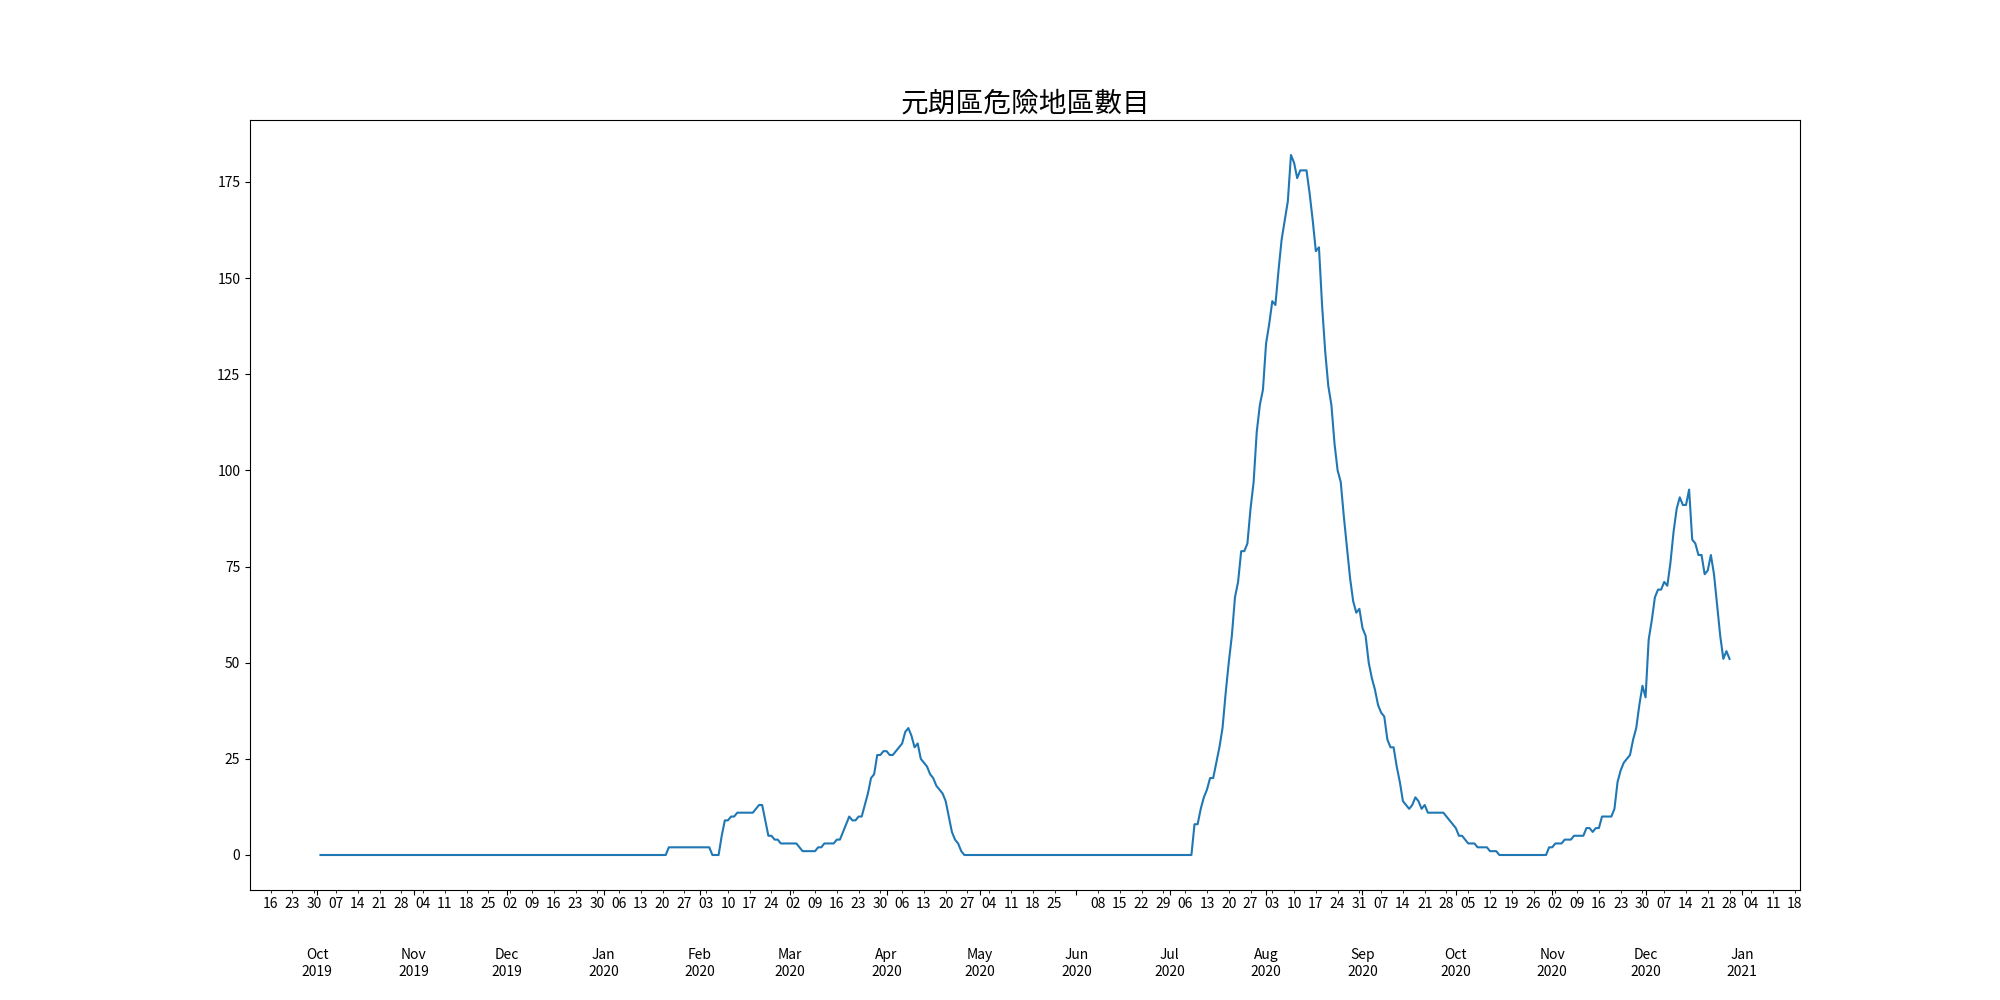 元朗區危險地區數目
175
150
125
100
75
50
25
0
16 23 30 07 14 21 28 04 11 18 25 02 09 16 23 30 06 13 20 27 03 10 17 24 02 09 16 23 30 06 13 20 27 04 11 18 25 08 15 22 29 06 13 20 27 03 10 17 24 31 07 14 21 28 05 12 19 26 02 09 16 23 30 07 14 21 28 04 11 18
Oct Nov Dec Jan Feb Mar Apr May Jun Jul Aug Sep Oct Nov Dec Jan
2019 2019 2019 2020 2020 2020 2020 2020 2020 2020 2020 2020 2020 2020 2020 2021